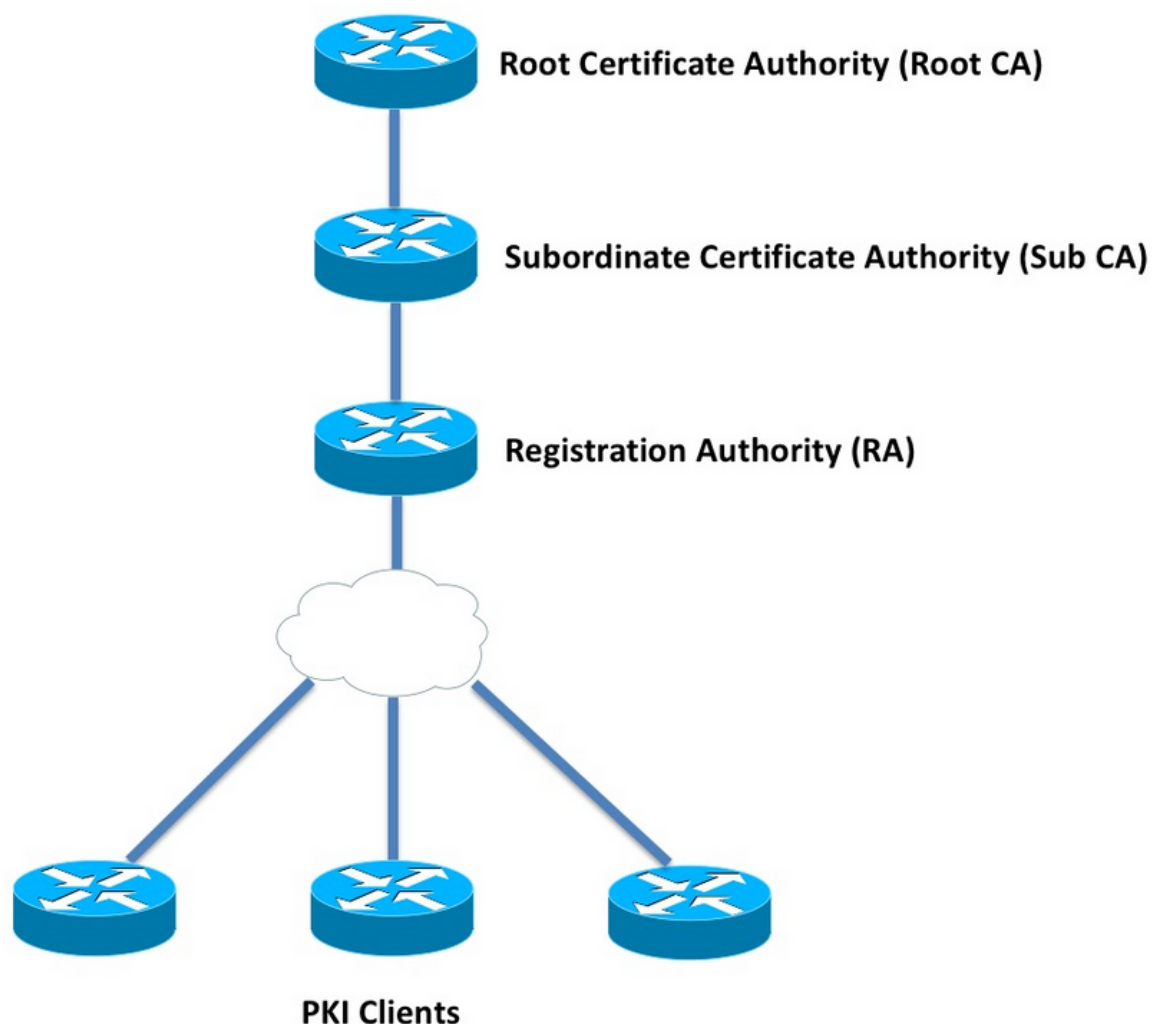 Root Certificate Authority (Root CA)
Subordinate Certificate Authority (Sub CA)
Registration Authority (RA)
PKI Clients